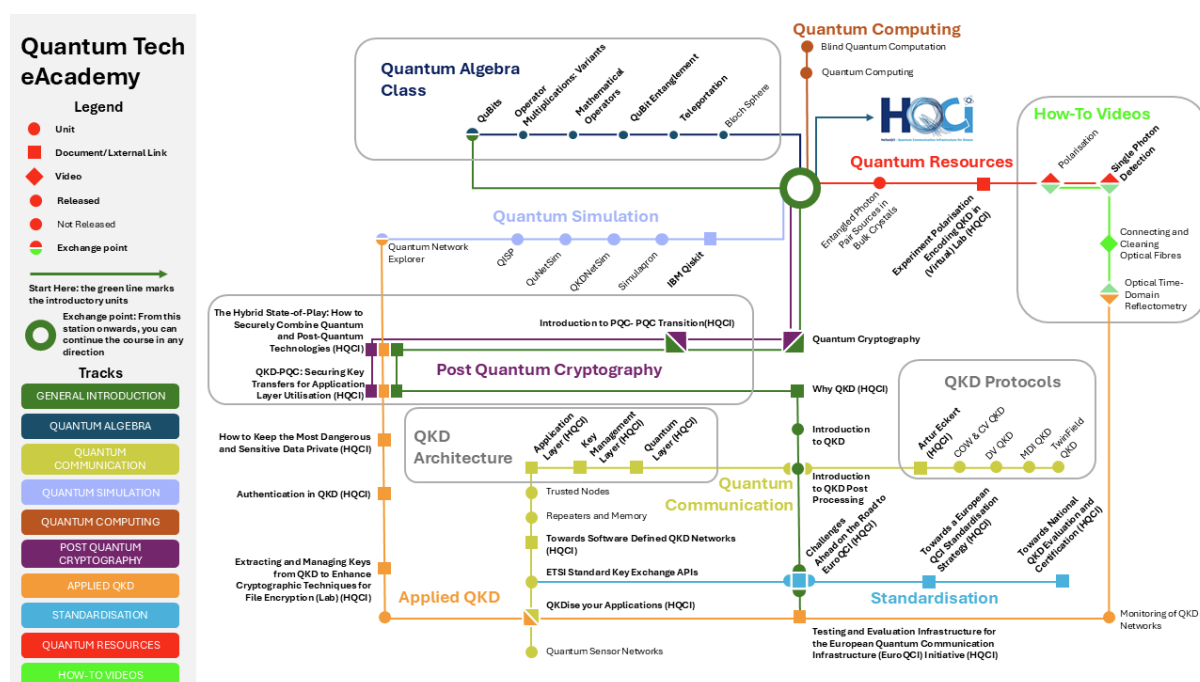 Quantum Tech
eAcademy
Legend
Unit
Document/Lxternal Link
Video
Released
Not Released
Exchange point
Start Here: the green line marks
the introductory units
Exchange point: From this
station onwards, you can
continue the course in any
direction
Tracks
GENERAL INTRODUCTION
QUANTUM ALGEBRA
QUANTUM
COMMUNICATION
QUANTUM SIMULATION
QUANTUM COMPUTING
POST QUANTUM
CRYPTOGRAPHY
APPLIED QKD
STANDARDISATION
QUANTUM RESOURCES
HOW-TO VIDEOS
Quantum Algebra
Class
QuBits
Operator
Multiplications: Variants
Mathematical
Operators
QuBit Entanglement
Teleportation
Bloch Sphere
Quantum Computing
Blind Quantum Computation
Quantum Computing
HQCi
Quantum Resources
Entangled Photon
Pair Sources in
Bulk Crystals
Experiment Polarisation
Encoding QKD in
(Virtual) Lab (HQCI)
How-To Videos
Polarisation
Single Photon
Detection
Connecting and
Cleaning
Optical Fibres
Optical Time-
Domain
Reflectometry
Quantum Simulation
Quantum Network
Explorer
QISP
QuNetSim
QKDNetSim
Simulaqron
IBM Qiskit
The Hybrid State-of-Play: How to
Securely Combine Quantum
and Post-Quantum
Technologies (HQCI)
QKD-PQC: Securing Key
Transfers for Application
Layer Utilisation (HQCI)
Introduction to PQC- PQC Transition(HQCI)
Post Quantum Cryptography
Quantum Cryptography
Why QKD (HQCI)
Introduction
to QKD
Introduction
to QKD Post
Processing
QKD Protocols
Artur Eckert
(HQCI)
COW & CV QKD
DV QKD
MDI QKD
TwinField
QKD
QKD
Architecture
Application
Layer (HQCI)
Key
Management
Layer (HQCI)
Quantum
Layer (HQCI)
Quantum
Communication
Trusted Nodes
Repeaters and Memory
Towards Software Defined QKD Networks
(HQCI)
ETSI Standard Key Exchange APIs
QKDise your Applications (HQCI)
Quantum Sensor Networks
How to Keep the Most Dangerous
and Sensitive Data Private (HQCI)
Authentication in QKD (HQCI)
Extracting and Managing Keys
from QKD to Enhance
Cryptographic Techniques for
File Encryption (Lab) (HQCI)
Applied QKD
Challenges
Ahead on the Road to
EuroQCI (HQCI)
Towards a European
QCI Standardisation
Strategy (HQCI)
Towards National
QKD Evaluation and
Certification (HQCI)
Standardisation
Testing and Evaluation Infrastructure for
the European Quantum Communication
Infrastructure (EuroQCI) Initiative (HQCI)
Monitoring of QKD
Networks